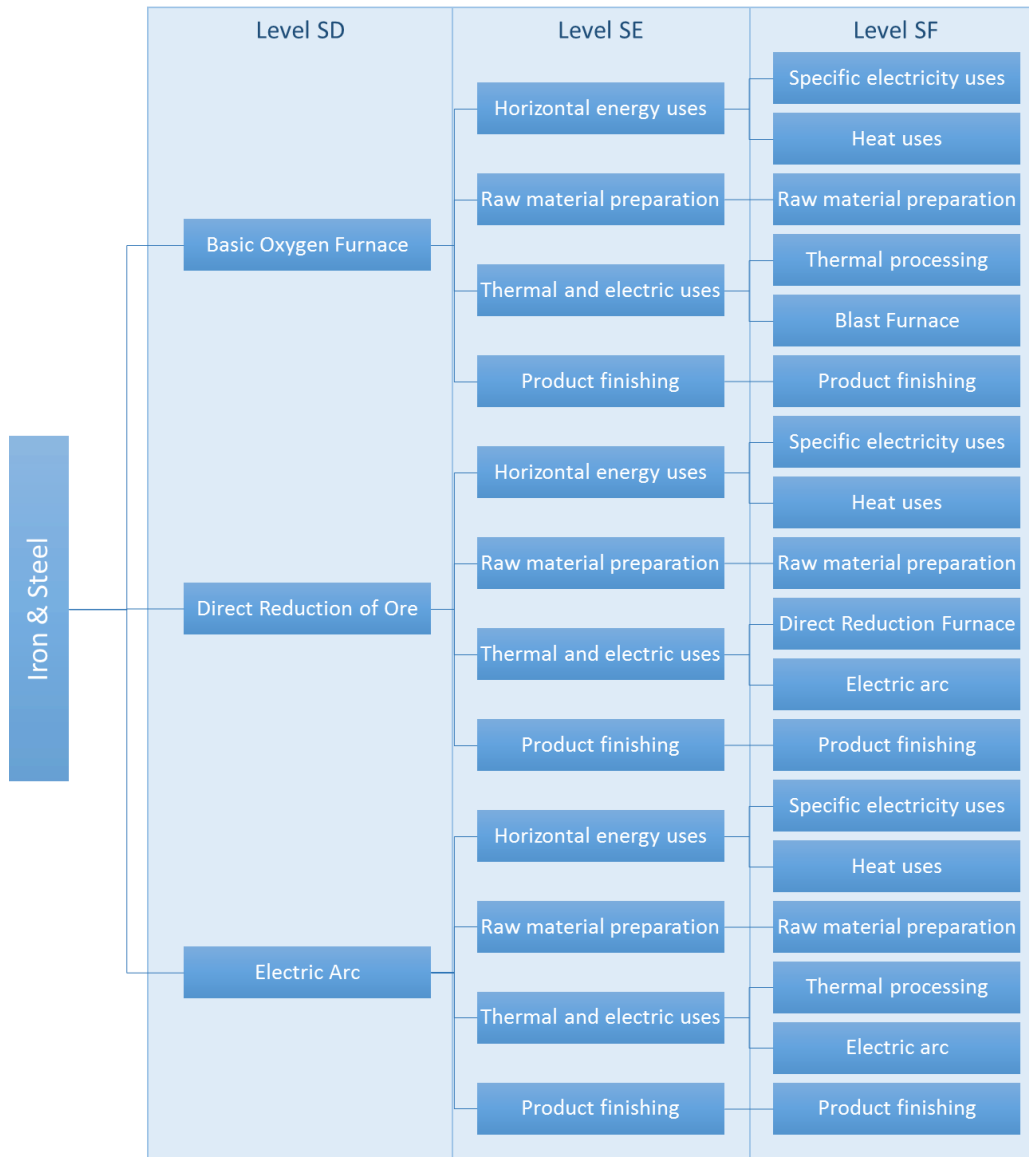 Level SD
Level SE
Level SF
Iron & Steel
Basic Oxygen Furnace
Horizontal energy uses
Specific electricity uses
Heat uses
Raw material preparation
Raw material preparation
Thermal and electric uses
Thermal processing
Blast Furnace
Product finishing
Product finishing
Direct Reduction of Ore
Horizontal energy uses
Specific electricity uses
Heat uses
Raw material preparation
Raw material preparation
Thermal and electric uses
Direct Reduction Furnace
Electric arc
Product finishing
Product finishing
Electric Arc
Horizontal energy uses
Specific electricity uses
Heat uses
Raw material preparation
Raw material preparation
Thermal and electric uses
Thermal processing
Electric arc
Product finishing
Product finishing